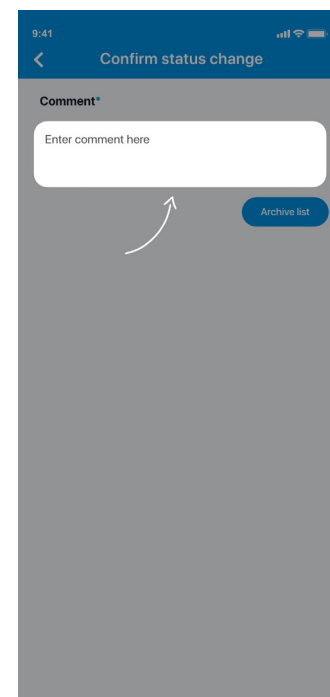 9:41
Confirm status change
Comment*
Enter comment here
Archive list